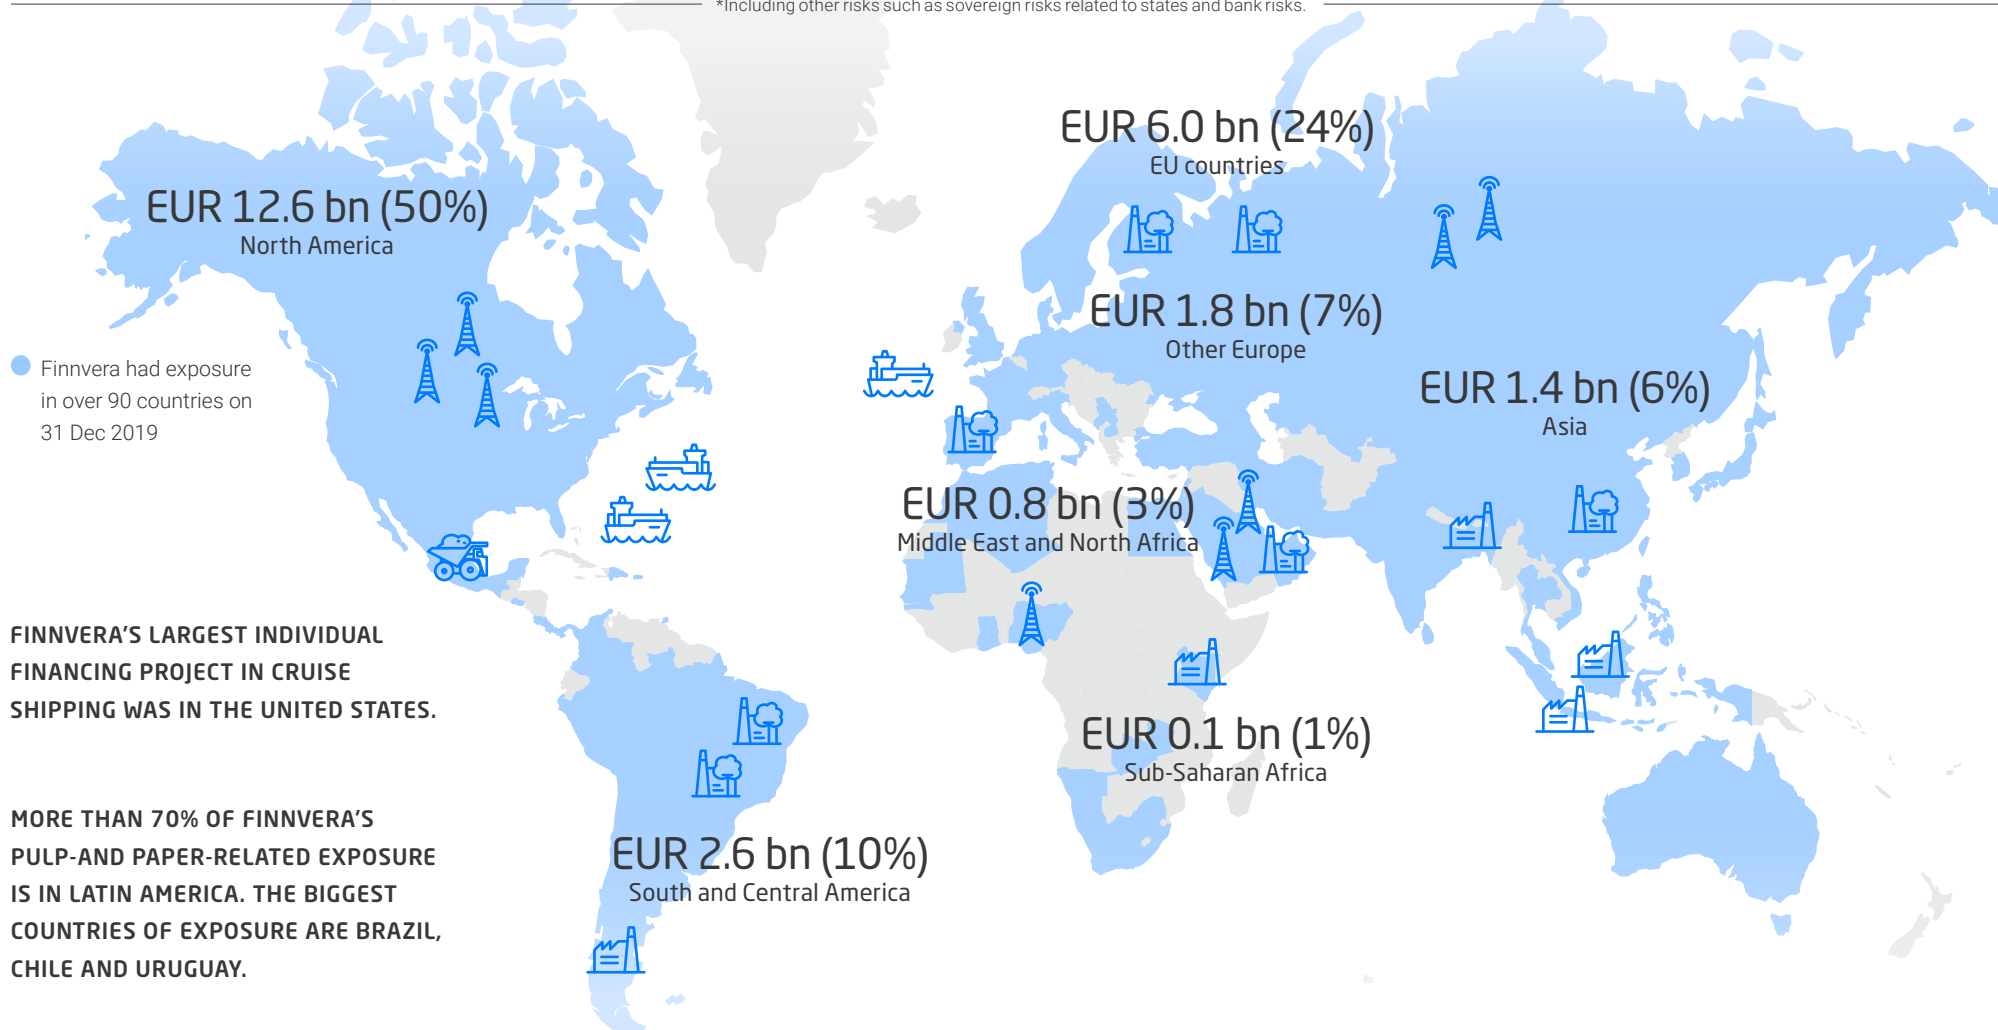 *Including other risks such as sovereign risks related to states and bank risks.
EUR 6.0 bn (24%)
EU countries
EUR 12.6 bn (50%)
North America
EUR 1.8 bn (7%)
Other Europe
Finnvera had exposure
in over 90 countries on
31 Dec 2019
EUR 1.4 bn (6%)
Asia
EUR 0.8 bn (3%)
Middle East and North Africa
FINNVERA’S LARGEST INDIVIDUAL
FINANCING PROJECT IN CRUISE
SHIPPING WAS IN THE UNITED STATES.
EUR 0.1 bn (1%)
Sub-Saharan Africa
MORE THAN 70% OF FINNVERA’S
PULP-AND PAPER-RELATED EXPOSURE
IS IN LATIN AMERICA. THE BIGGEST
COUNTRIES OF EXPOSURE ARE BRAZIL,
CHILE AND URUGUAY.
EUR 2.6 bn (10%)
South and Central America